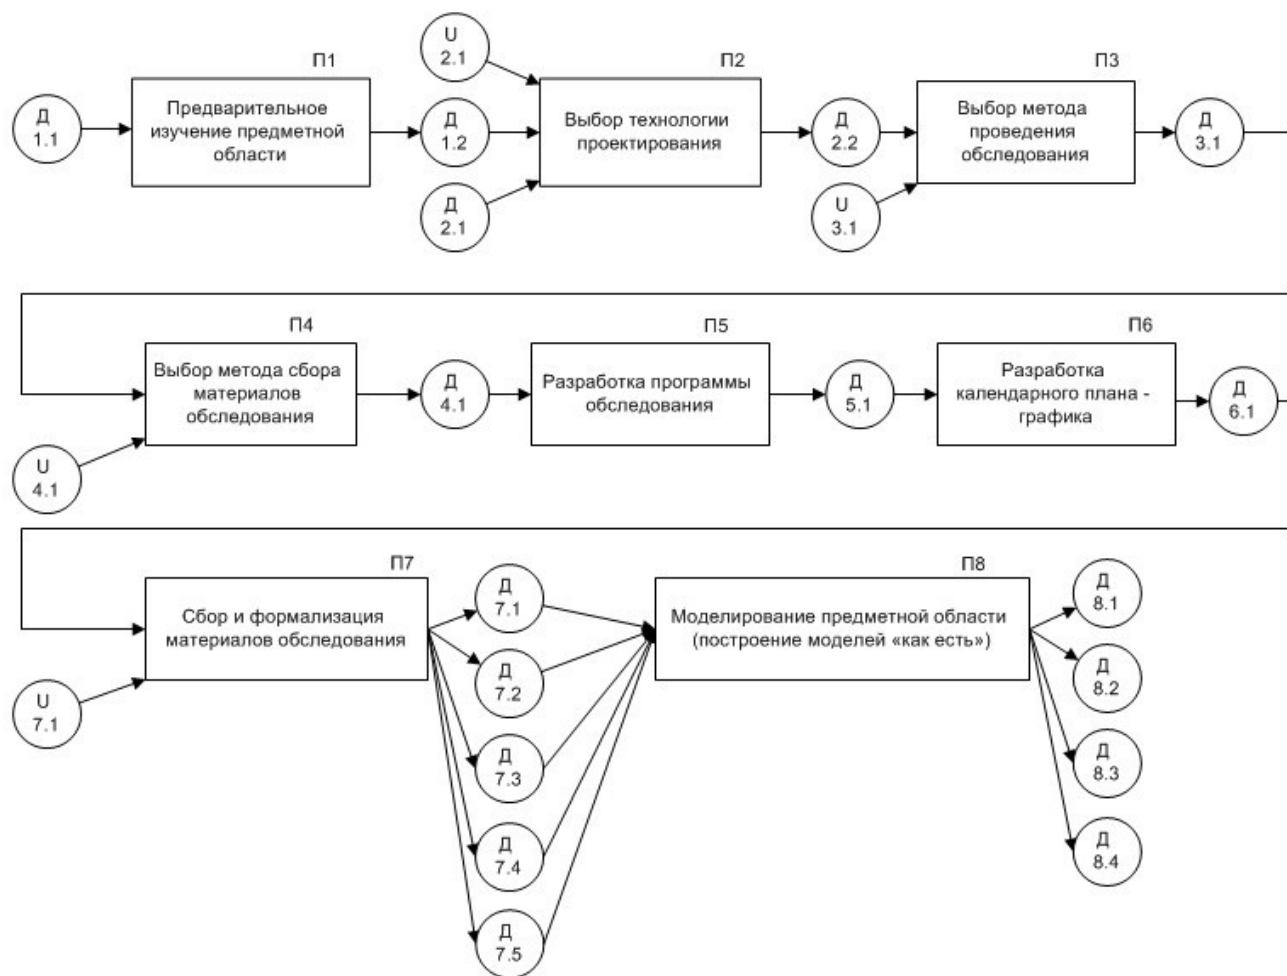 U
2.1
П1
П2
П3
Д
1.1
Предварительное
изучение предметной
области
Д
1.2
Выбор технологии
проектирования
Д
2.2
Выбор метода
проведения
обследования
Д
3.1
Д
2.1
U
3.1
П4
П5
П6
Выбор метода сбора
материалов
обследования
Д
4.1
Разработка программы
обследования
Д
5.1
Разработка
календарного плана -
графика
Д
6.1
U
4.1
П7
П8
Сбор и формализация
материалов обследования
Д
7.1
Д
7.2
Д
7.3
Д
7.4
Д
7.5
Моделирование предметной области
(построение моделей «как есть»)
Д
8.1
Д
8.2
Д
8.3
Д
8.4
U
7.1